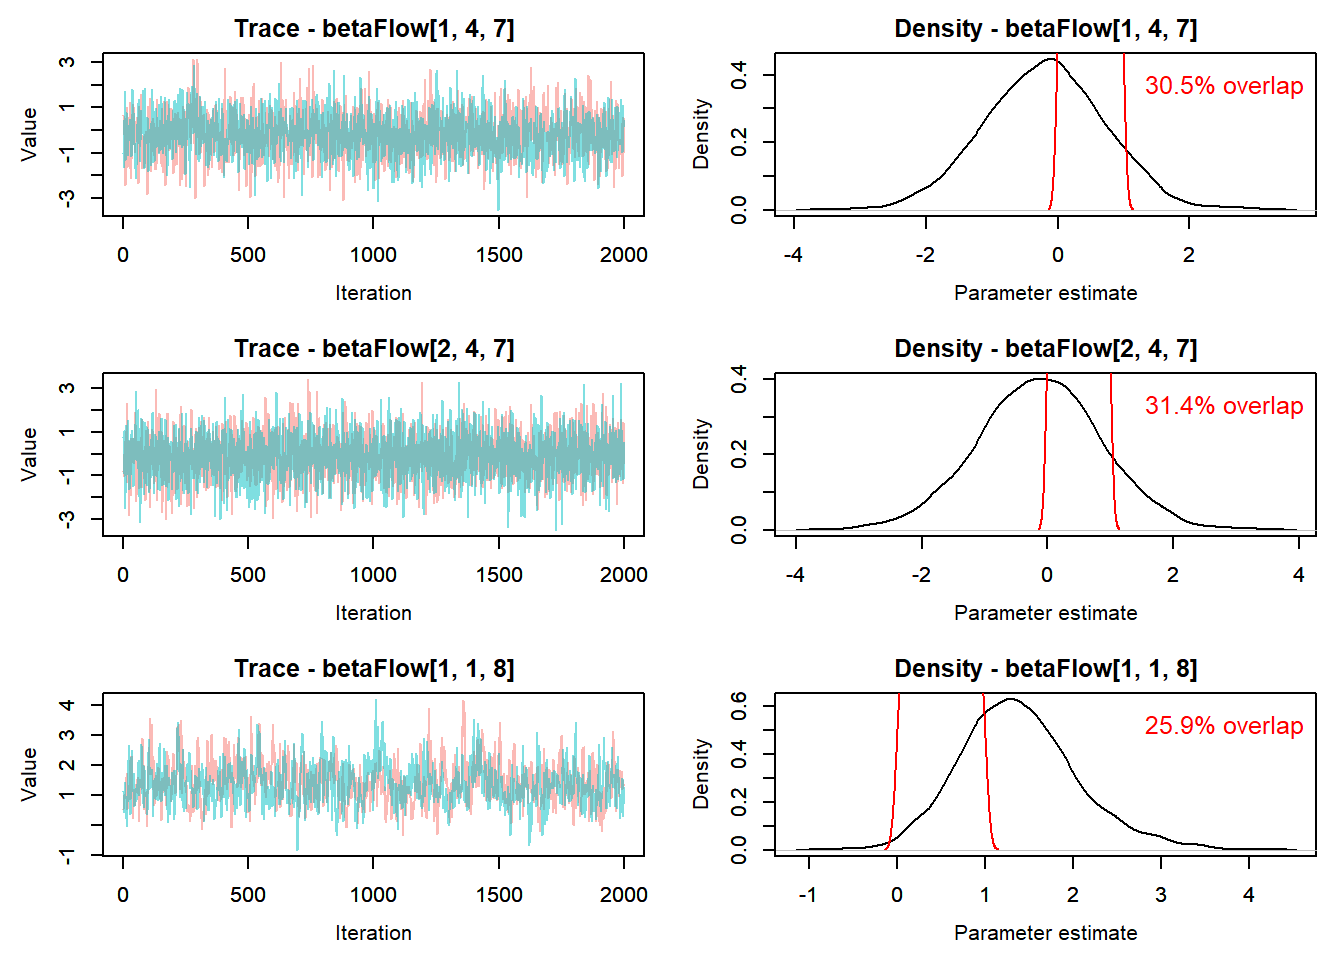 Trace - betaFlow[1, 4, 7]
Value
3
1
-1
-3
0 500 1000 1500 2000
Iteration
Density - betaFlow[1, 4, 7]
Density
0.4
0.2
0.0
30.5% overlap
-4 -2 0 2
Parameter estimate
Trace - betaFlow[2, 4, 7]
Value
3
1
-1
-3
0 500 1000 1500 2000
Iteration
Density - betaFlow[2, 4, 7]
Density
0.4
0.2
0.0
31.4% overlap
-4 -2 0 2 4
Parameter estimate
Trace - betaFlow[1, 1, 8]
Value
4
3
2
1
-1
0 500 1000 1500 2000
Iteration
Density - betaFlow[1, 1, 8]
Density
0.6
0.4
0.2
0.0
25.9% overlap
-1 0 1 2 3 4
Parameter estimate